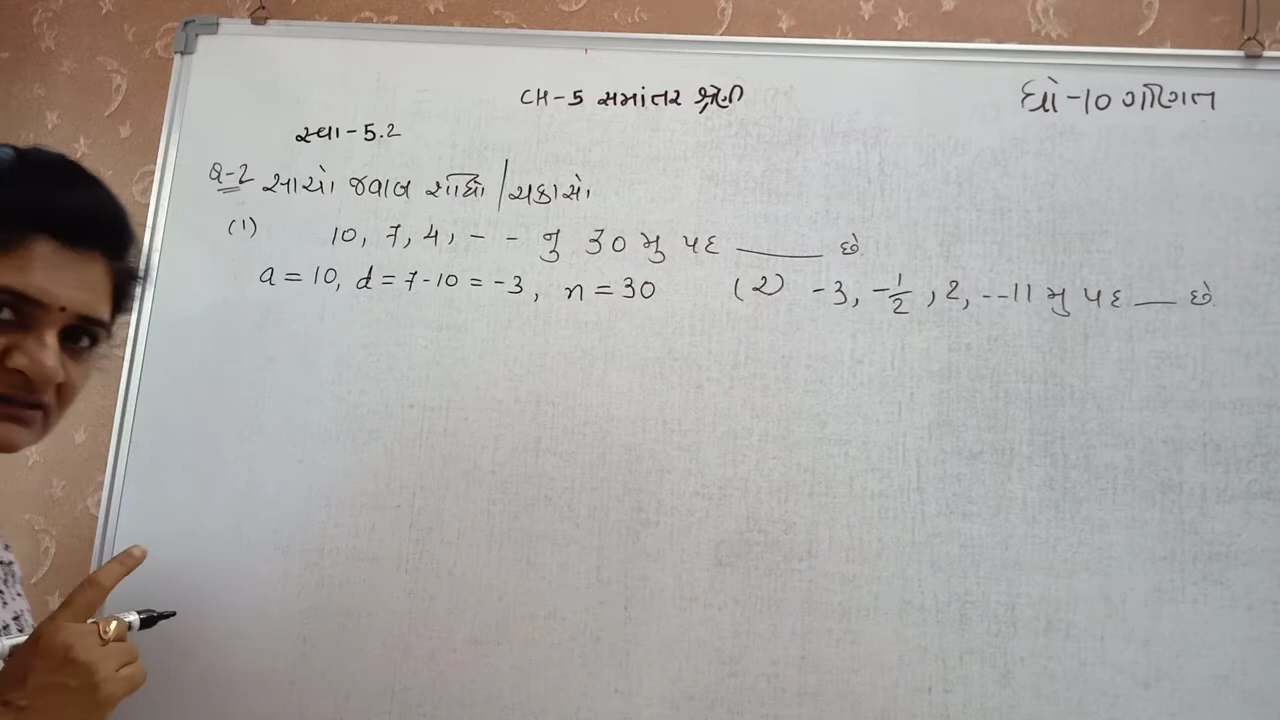 CH-5 સમાંતર શ્રેણી
ધો-10 ગણિત
સ્વા-5.2
Q-2 સાચો જવાબ શોધો / ચકાસો
(1) 10, 7, 4, - - નુ 30 મુ પદ ____ છે
a = 10, d = 7-10 = -3, n = 30
(2) -3, -1/2, 2, --11 મુ પદ __ છે